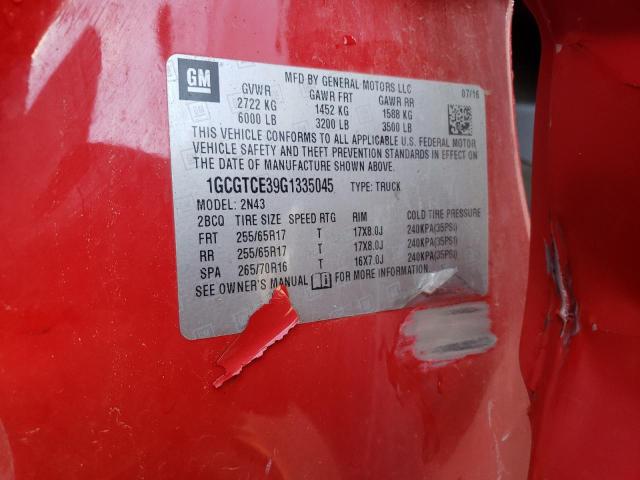 GM
MFD BY GENERAL MOTORS LLC 07/16
GVWR GAWR FRT GAWR RR
2722 KG 1452 KG 1588 KG
6000 LB 3200 LB 3500 LB
THIS VEHICLE CONFORMS TO ALL APPLICABLE U.S. FEDERAL MOTOR
VEHICLE SAFETY AND THEFT PREVENTION STANDARDS IN EFFECT ON
THE DATE OF MANUFACTURE SHOWN ABOVE.
1GCGTCE39G1335045 TYPE: TRUCK
MODEL: 2N43
2BCQ TIRE SIZE SPEED RTG RIM COLD TIRE PRESSURE
FRT 255/65R17 T 17X8.0J 240KPA(35PSI)
RR 255/65R17 T 17X8.0J 240KPA(35PSI)
SPA 265/70R16 T 16X7.0J 240KPA(35PSI)
SEE OWNER'S MANUAL FOR MORE INFORMATION.